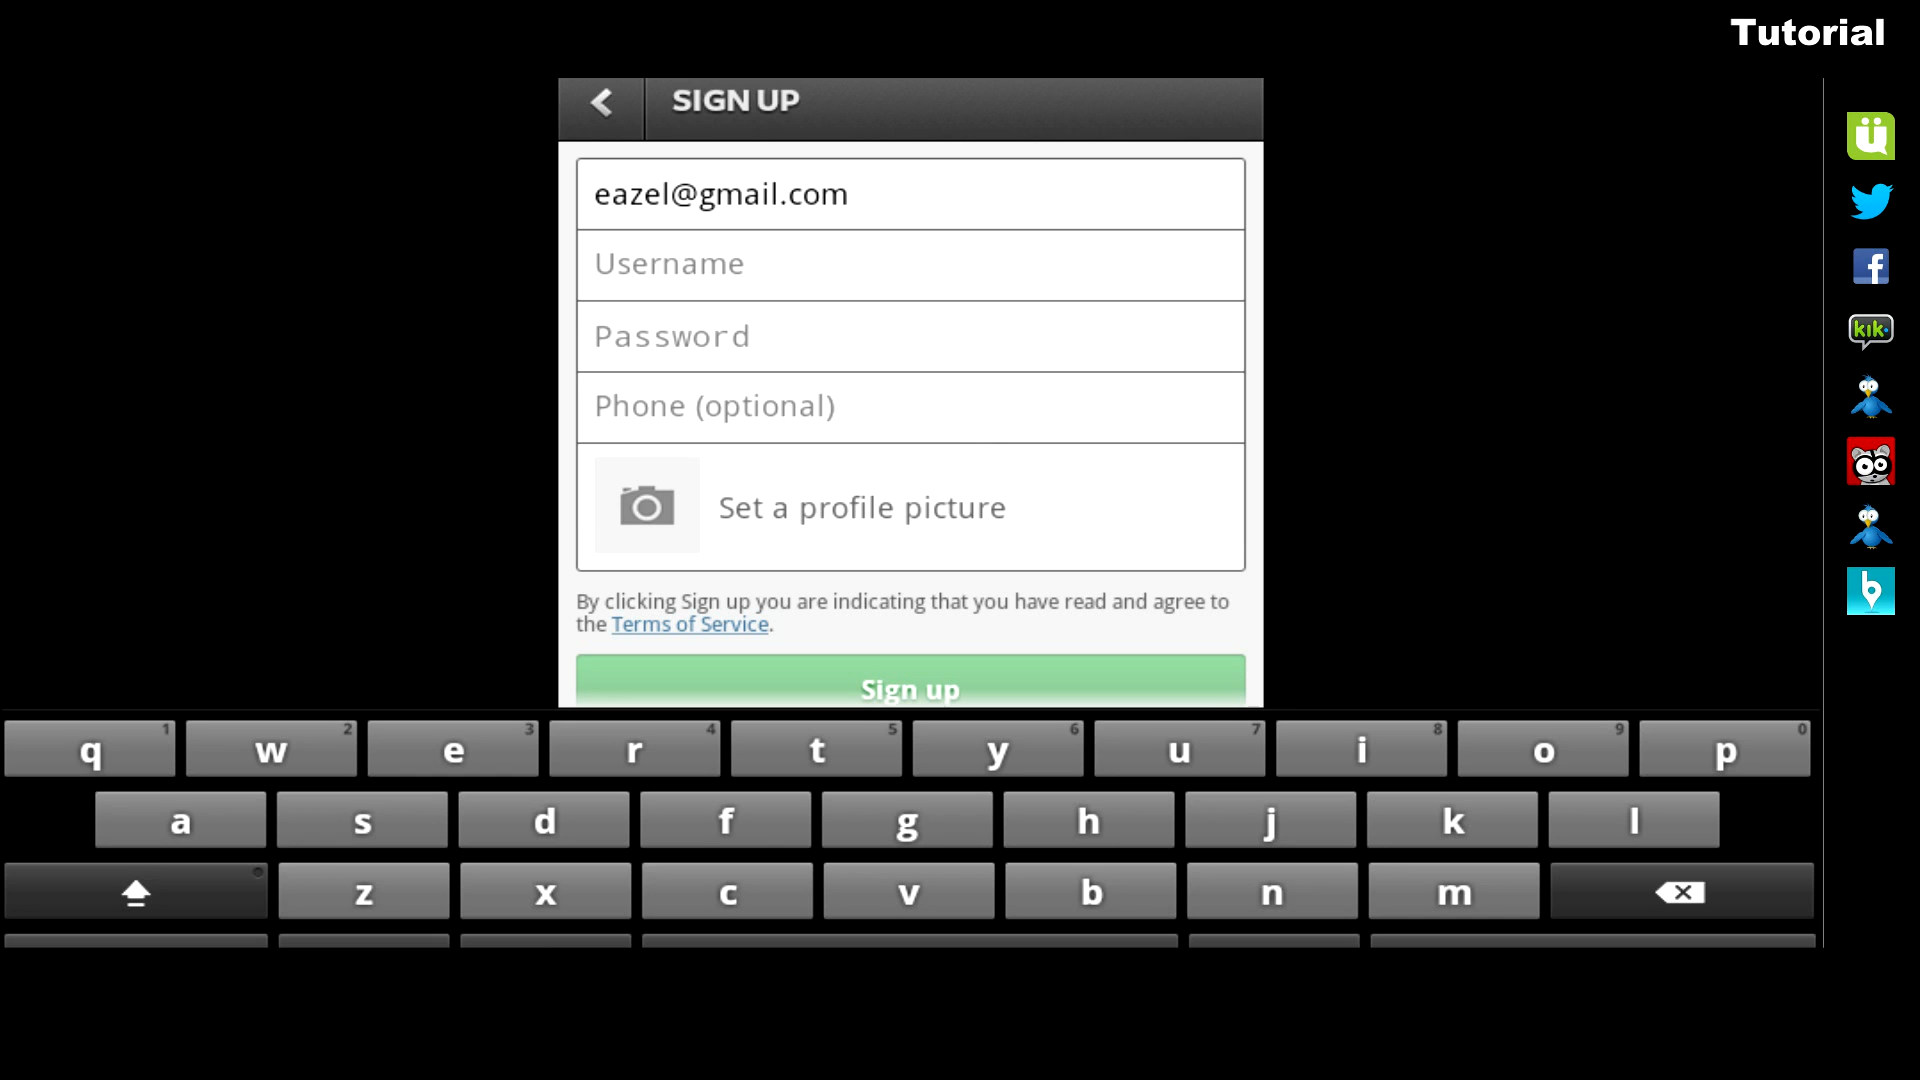 Tutorial
SIGN UP
eazel@gmail.com
Username
Password
Phone (optional)
Set a profile picture
By clicking Sign up you are indicating that you have read and agree to
the Terms of Service.
Sign up
ü
f
kik
b
1 2 3 4 5 6 7 8 9 0
q w e r t y u i o p
a s d f g h j k l
z x c v b n m